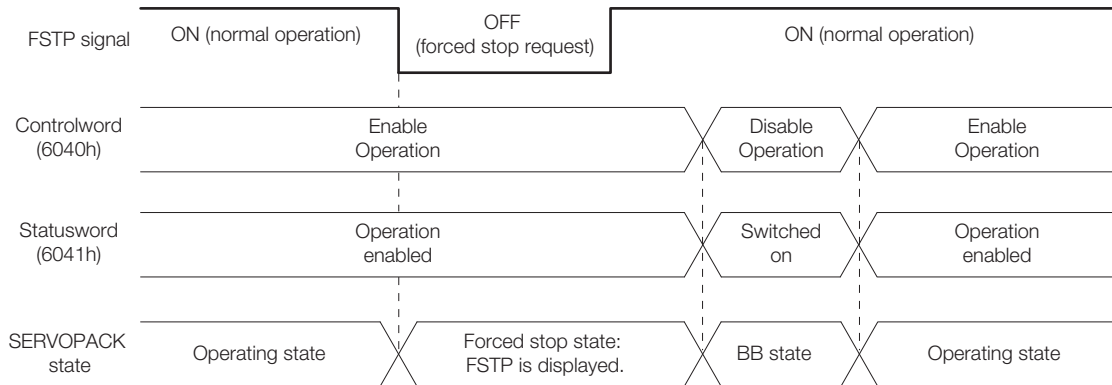 FSTP signal
ON (normal operation)
OFF
(forced stop request)
ON (normal operation)
Controlword
(6040h)
Enable
Operation
Disable
Operation
Enable
Operation
Statusword
(6041h)
Operation
enabled
Switched
on
Operation
enabled
SERVOPACK
state
Operating state
Forced stop state:
FSTP is displayed.
BB state
Operating state